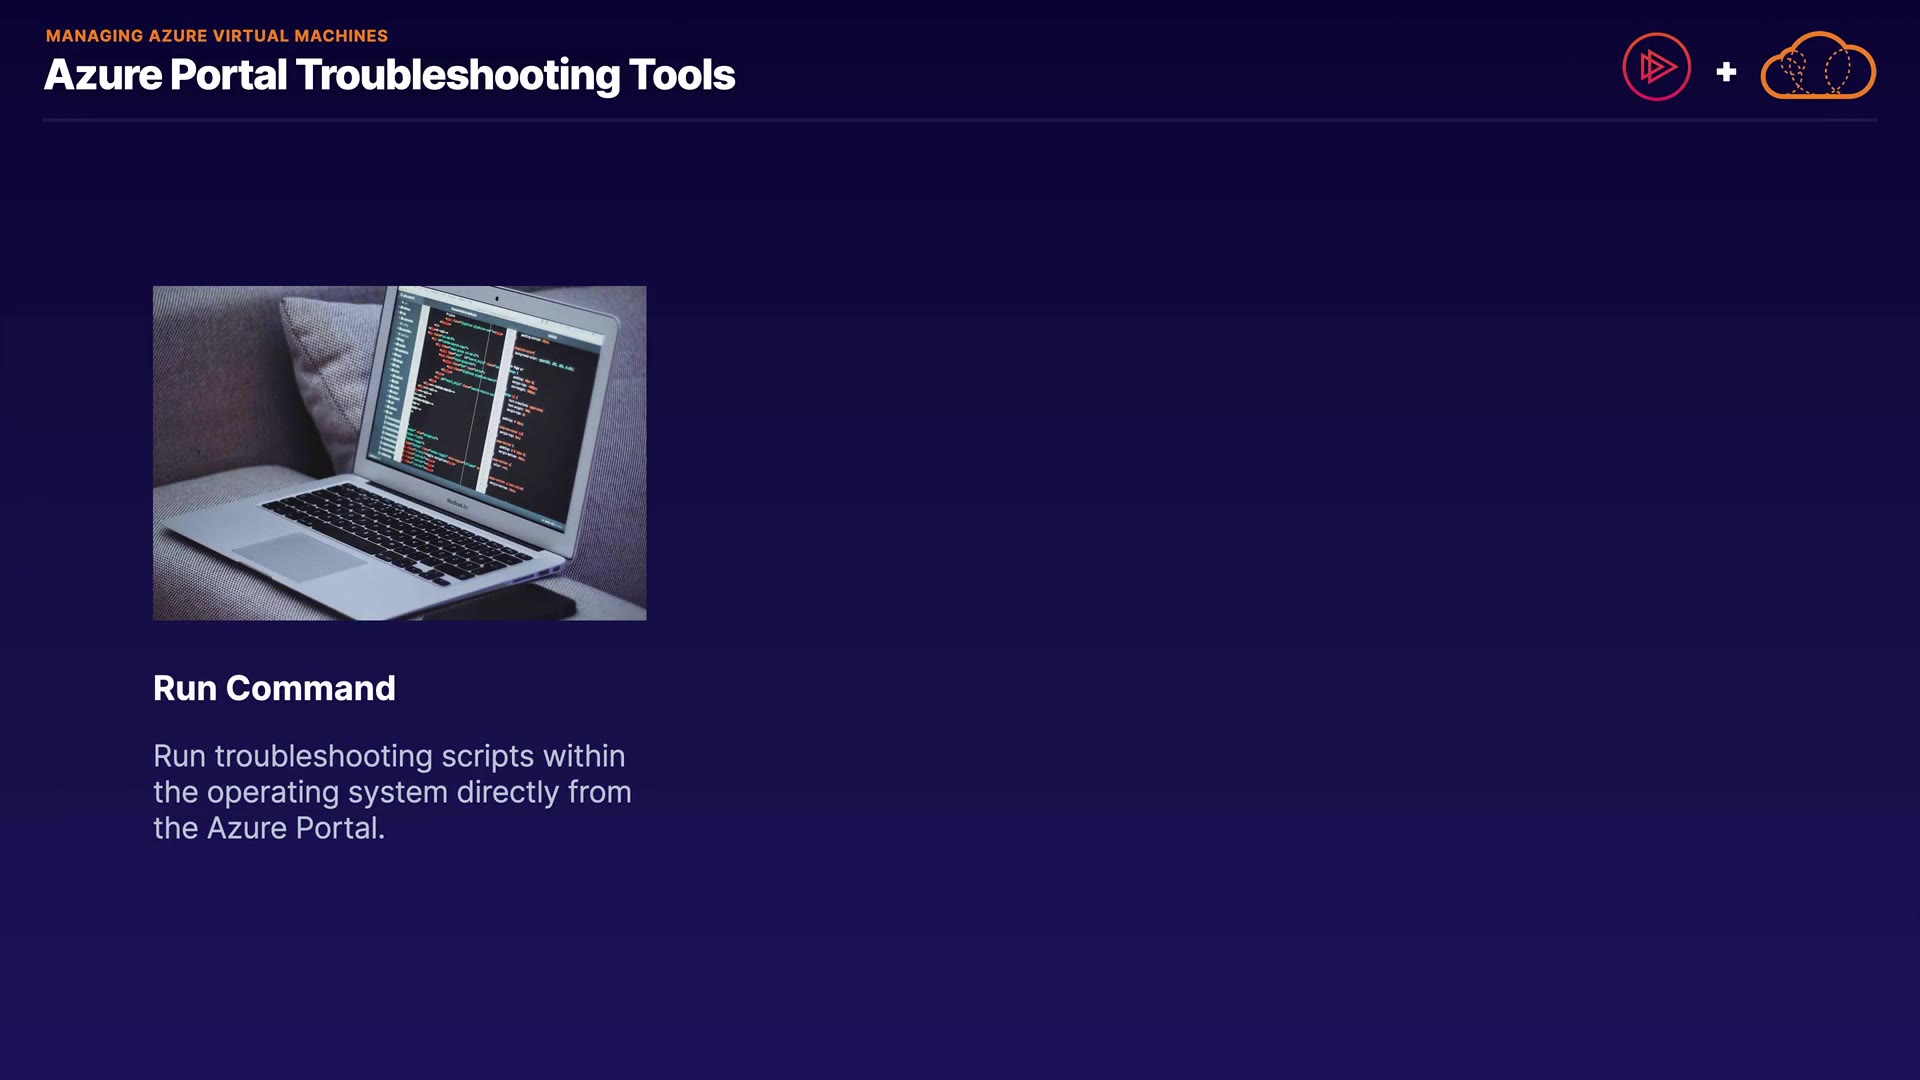 MANAGING AZURE VIRTUAL MACHINES
Azure Portal Troubleshooting Tools
Run Command
Run troubleshooting scripts within
the operating system directly from
the Azure Portal.